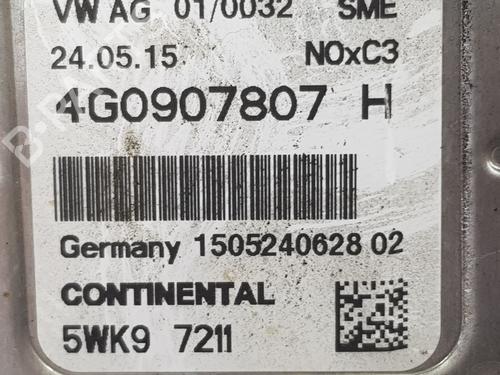 VW AG 01/0032 SME
24.05.15 NOxC3
4G0907807 H
Germany 1505240628 02
CONTINENTAL
5WK9 7211